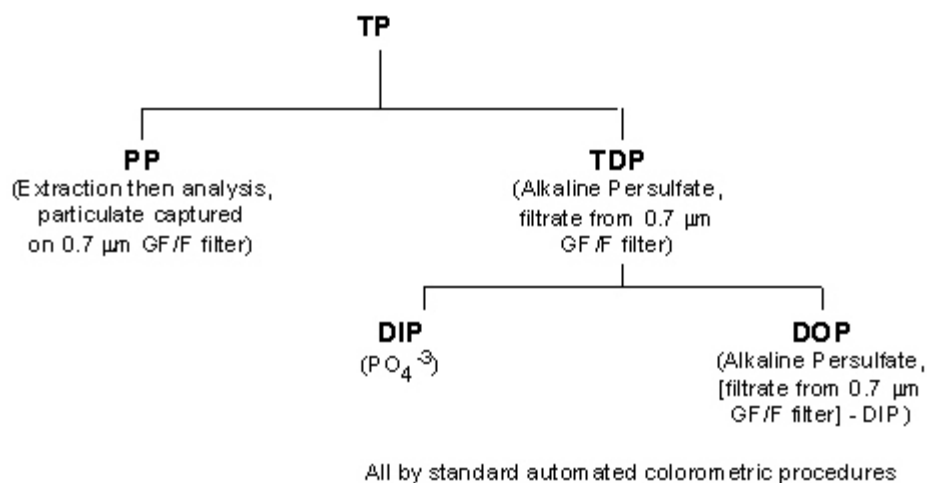 TP
PP
(Extraction then analysis,
particulate captured
on 0.7 µm GF/F filter)
TDP
(Alkaline Persulfate,
filtrate from 0.7 µm
GF/F filter)
DIP
(PO4-3)
DOP
(Alkaline Persulfate,
[filtrate from 0.7 µm
GF/F filter] - DIP)
All by standard automated colorometric procedures